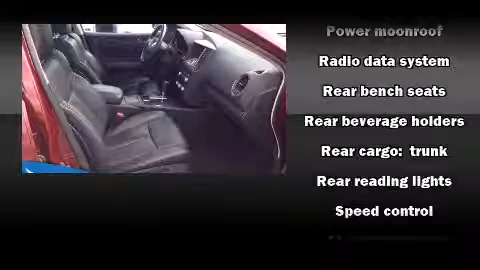 Power moonroof
Radio data system
Rear bench seats
Rear beverage holders
Rear cargo: trunk
Rear reading lights
Speed control